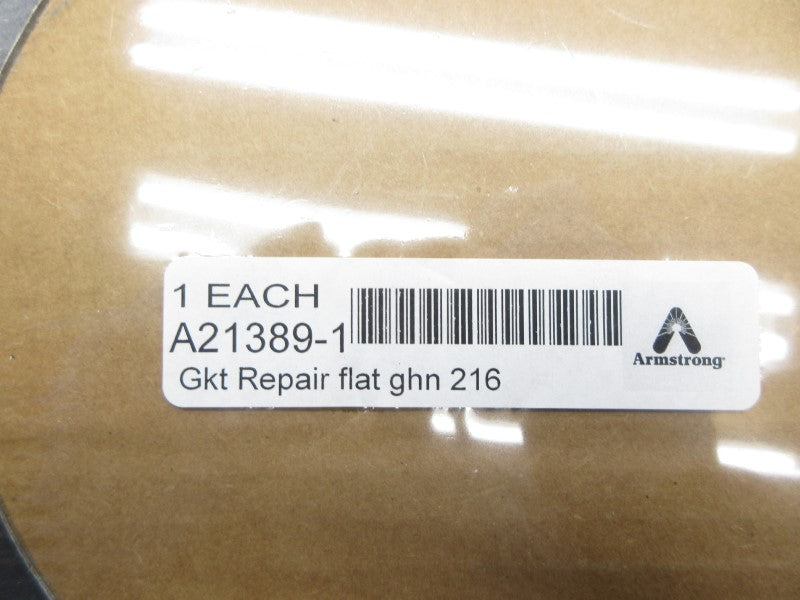 1 EACH
A21389-1
Armstrong
Gkt Repair flat ghn 216